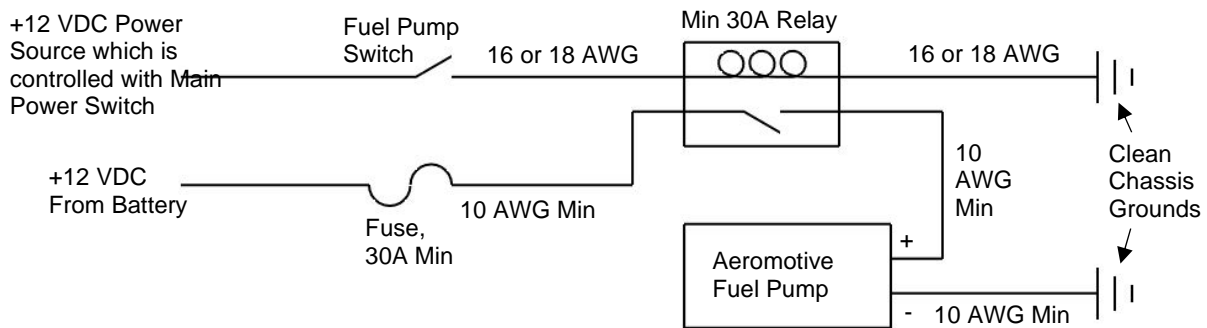 +12 VDC Power
Source which is
controlled with Main
Power Switch
Fuel Pump
Switch
16 or 18 AWG
Min 30A Relay
16 or 18 AWG
+12 VDC
From Battery
Fuse,
30A Min
10 AWG Min
10
AWG
Min
Clean
Chassis
Grounds
Aeromotive
Fuel Pump
+
-
10 AWG Min